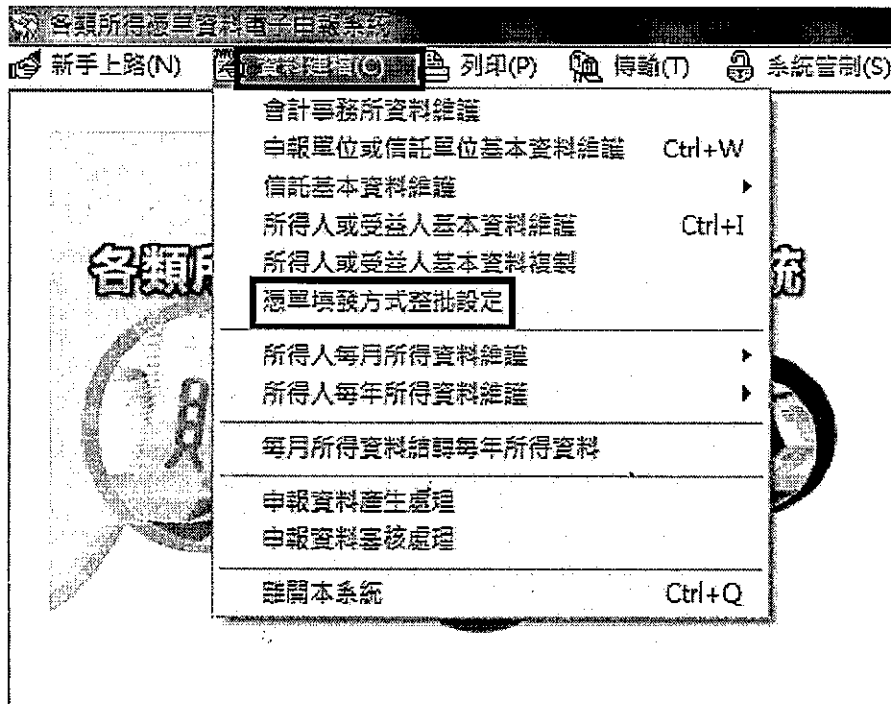 各類所得憑單資料電子申報系統
新手上路(N) 資料建檔(C) 列印(P) 傳輸(T) 系統管制(S)
會計事務所資料維護
申報單位或信託單位基本資料維護 Ctrl+W
信託基本資料維護
所得人或受益人基本資料維護 Ctrl+I
所得人或受益人基本資料複製
各類 統
憑單填發方式整批設定
所得人每月所得資料維護
所得人每年所得資料維護
每月所得資料結轉每年所得資料
申報資料產生處理
申報資料審核處理
離開本系統 Ctrl+Q